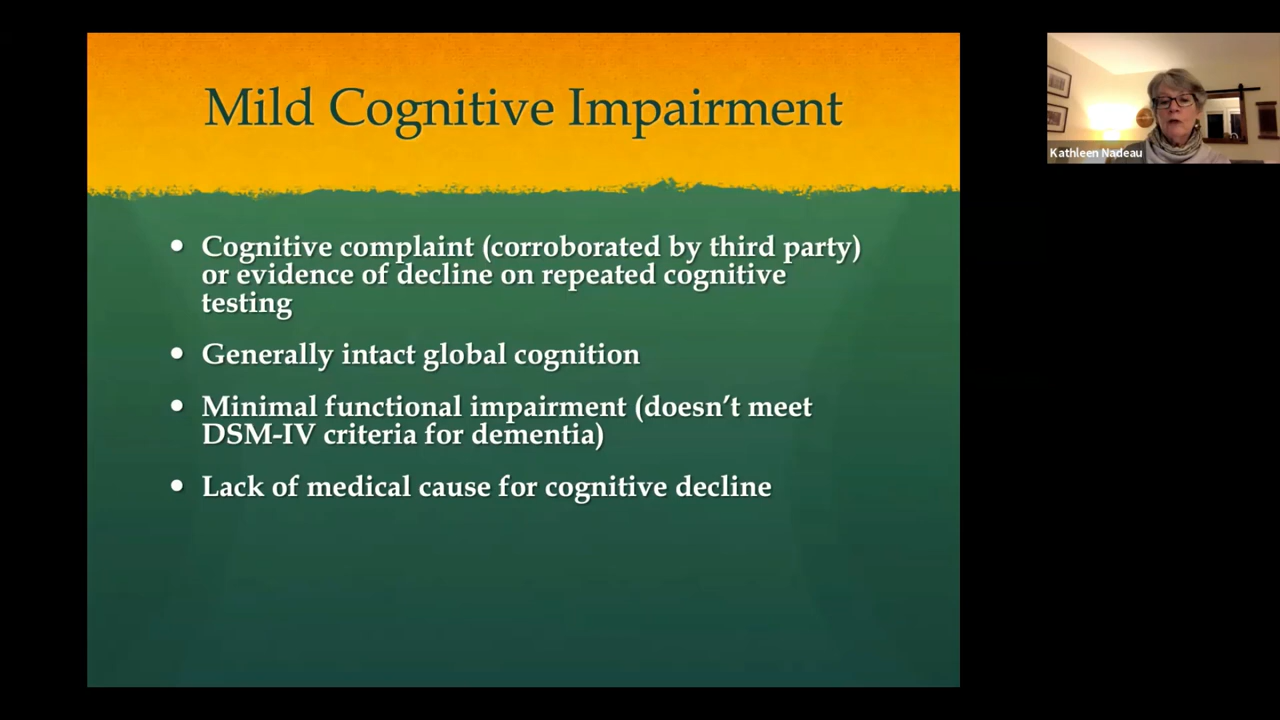 Mild Cognitive Impairment
• Cognitive complaint (corroborated by third party)
or evidence of decline on repeated cognitive
testing
• Generally intact global cognition
• Minimal functional impairment (doesn’t meet
DSM-IV criteria for dementia)
• Lack of medical cause for cognitive decline
Kathleen Nadeau